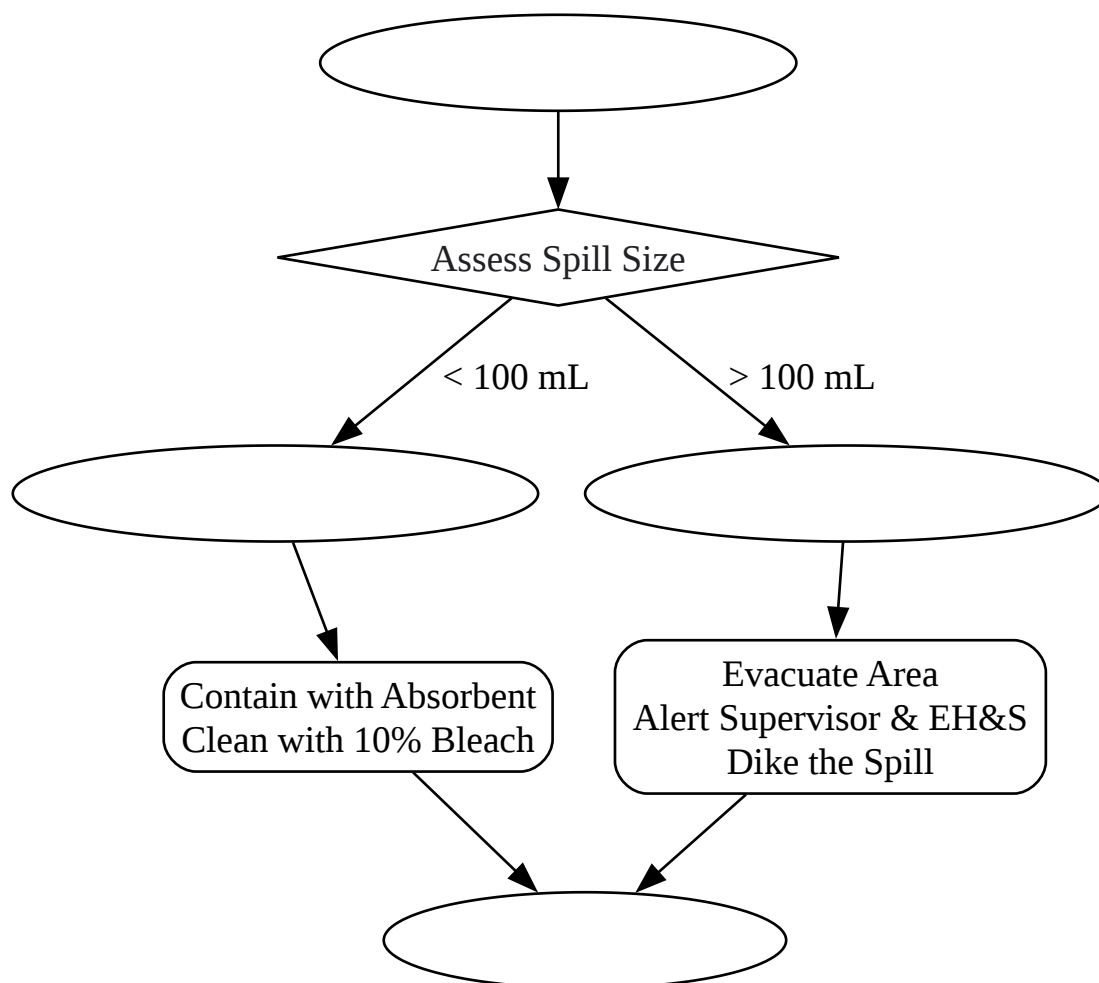 Assess Spill Size
< 100 mL
> 100 mL
Contain with Absorbent
Clean with 10% Bleach
Evacuate Area
Alert Supervisor & EH&S
Dike the Spill